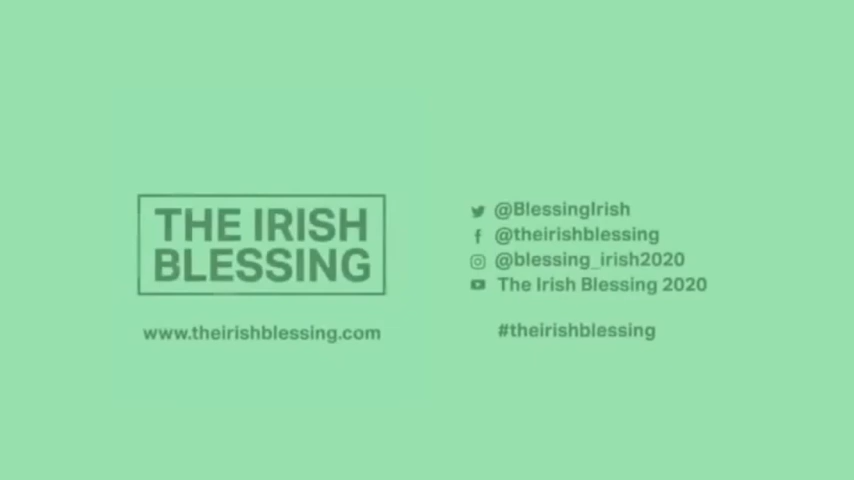 THE IRISH
BLESSING
www.theirishblessing.com
@BlessingIrish
@theirishblessing
@blessing_irish2020
The Irish Blessing 2020
#theirishblessing